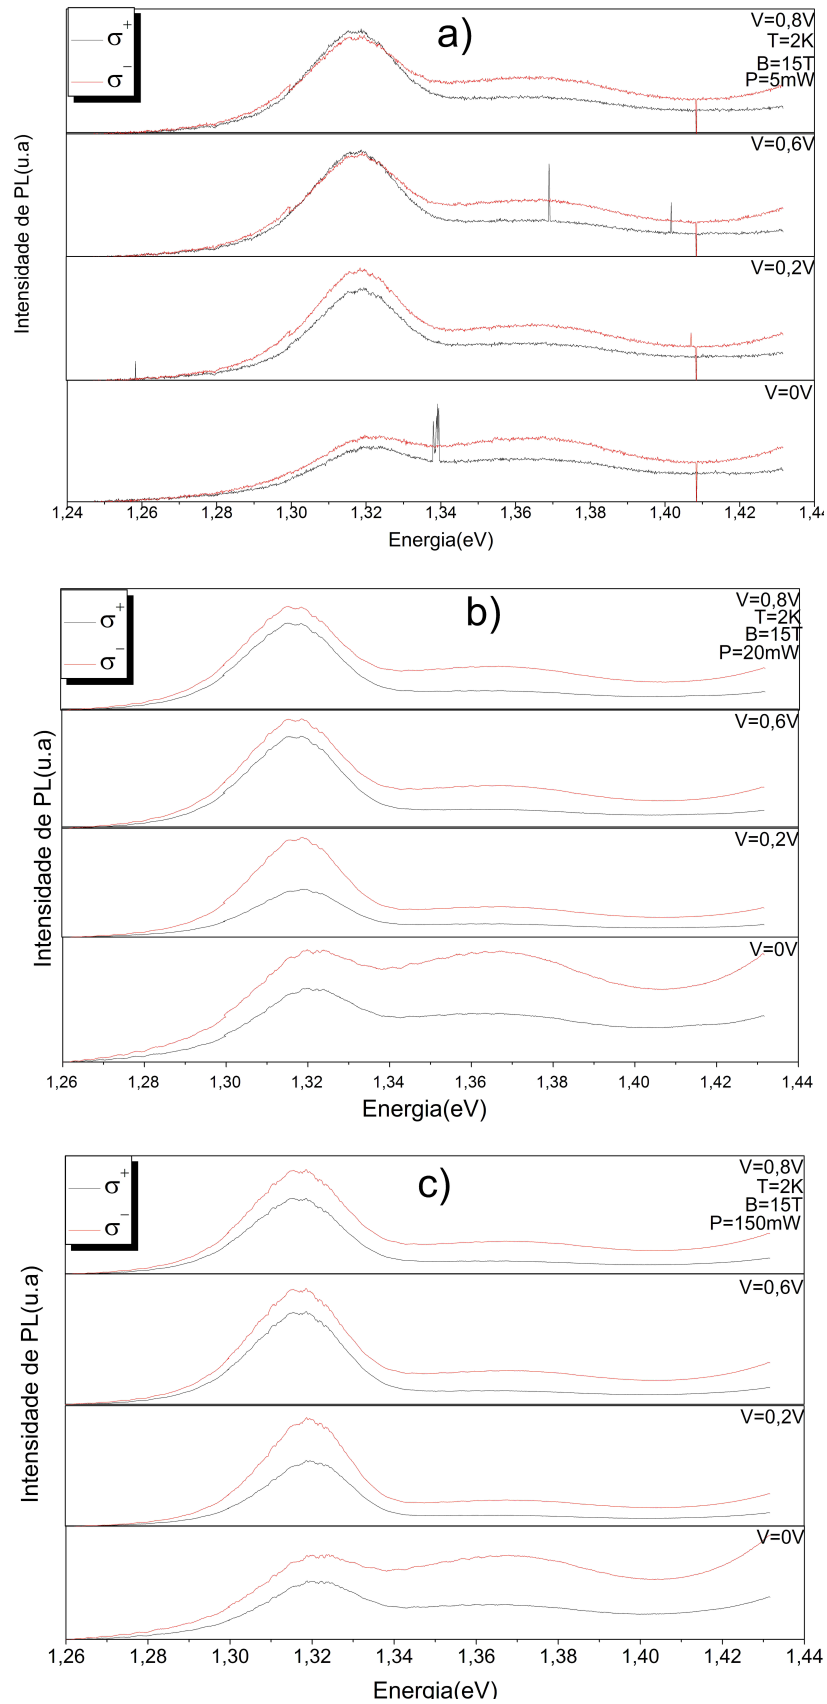 σ+
σ−
a)
V=0,8V
T=2K
B=15T
P=5mW
V=0,6V
V=0,2V
V=0V
Intensidade de PL(u.a)
1,24 1,26 1,28 1,30 1,32 1,34 1,36 1,38 1,40 1,42 1,44
Energia(eV)
σ+
σ−
b)
V=0,8V
T=2K
B=15T
P=20mW
V=0,6V
V=0,2V
V=0V
Intensidade de PL(u.a)
1,26 1,28 1,30 1,32 1,34 1,36 1,38 1,40 1,42 1,44
Energia(eV)
σ+
σ−
c)
V=0,8V
T=2K
B=15T
P=150mW
V=0,6V
V=0,2V
V=0V
Intensidade de PL(u.a)
1,26 1,28 1,30 1,32 1,34 1,36 1,38 1,40 1,42 1,44
Energia(eV)